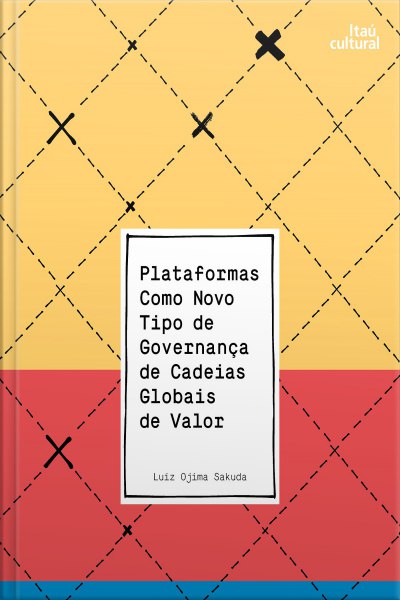 Itaú
cultural
Plataformas
Como Novo
Tipo de
Governança
de Cadeias
Globais
de Valor
Luiz Ojima Sakuda